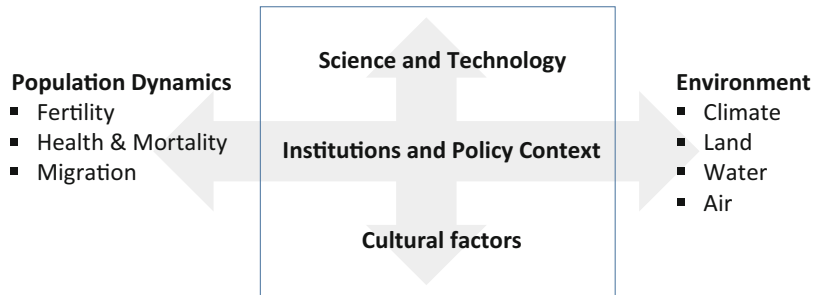 Population Dynamics
▪ Fertility
▪ Health & Mortality
▪ Migration
Science and Technology
Institutions and Policy Context
Cultural factors
Environment
▪ Climate
▪ Land
▪ Water
▪ Air